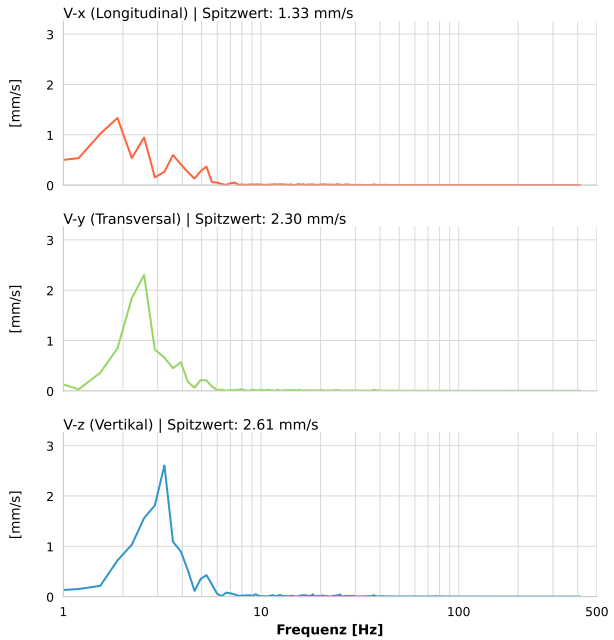 V-x (Longitudinal) | Spitzwert: 1.33 mm/s
3
2
1
0
[mm/s]
V-y (Transversal) | Spitzwert: 2.30 mm/s
3
2
1
0
[mm/s]
V-z (Vertikal) | Spitzwert: 2.61 mm/s
3
2
1
0
[mm/s]
1 10 100 500
Frequenz [Hz]